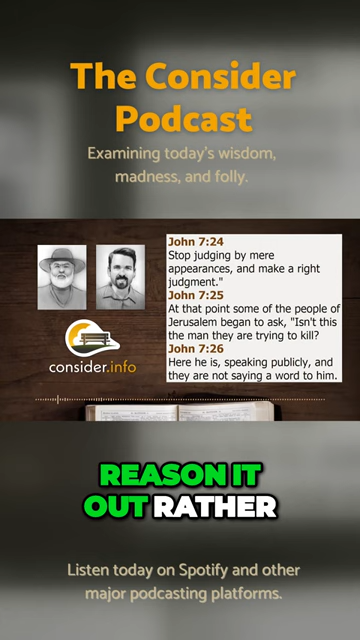 The Consider
Podcast
Examining today's wisdom,
madness, and folly.
John 7:24
Stop judging by mere
appearances, and make a right
judgment."
John 7:25
At that point some of the people of
Jerusalem began to ask, "Isn't this
the man they are trying to kill?
John 7:26
Here he is, speaking publicly, and
they are not saying a word to him.
consider.info
REASON IT
OUT RATHER
Listen today on Spotify and other
major podcasting platforms.